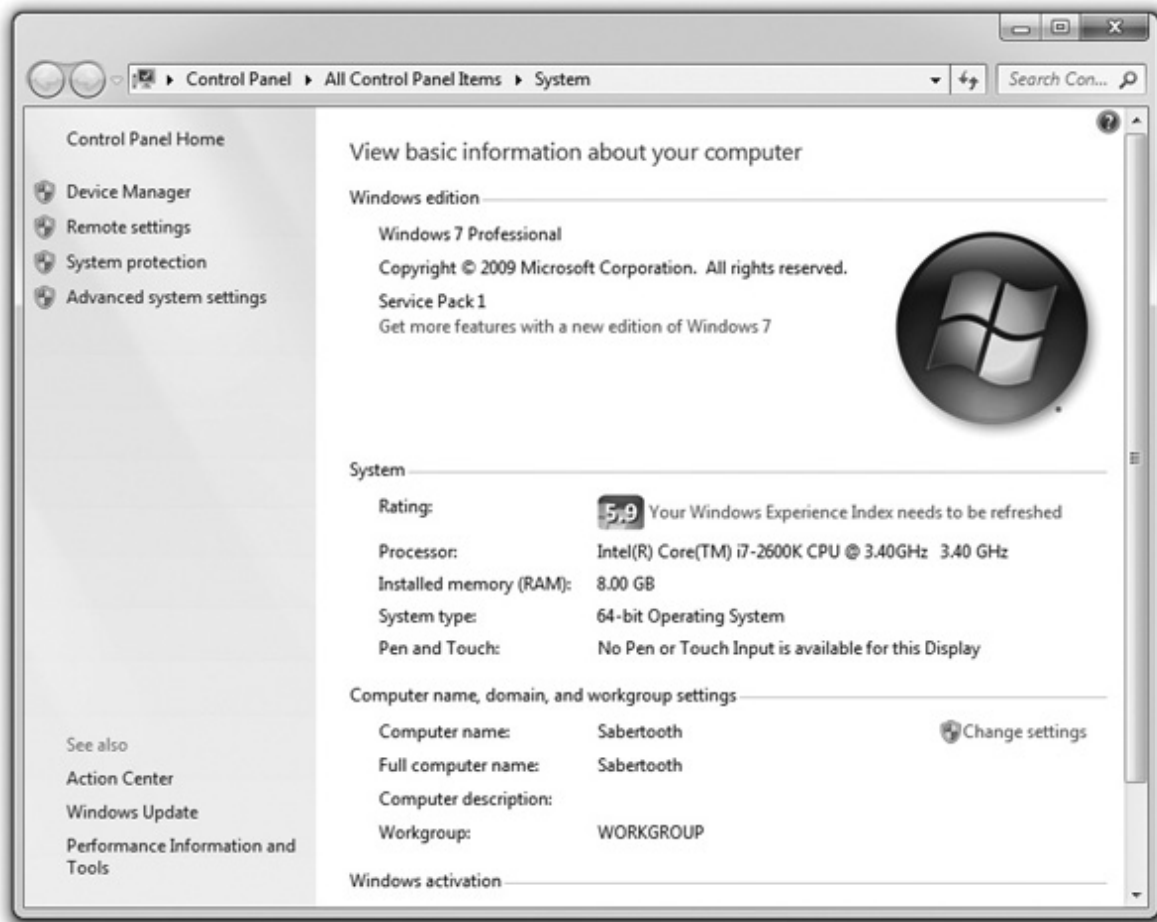 Control Panel ▸ All Control Panel Items ▸ System
Search Con...
Control Panel Home
Device Manager
Remote settings
System protection
Advanced system settings
See also
Action Center
Windows Update
Performance Information and
Tools
View basic information about your computer
Windows edition
Windows 7 Professional
Copyright © 2009 Microsoft Corporation. All rights reserved.
Service Pack 1
Get more features with a new edition of Windows 7
System
Rating: 5,9 Your Windows Experience Index needs to be refreshed
Processor: Intel(R) Core(TM) i7-2600K CPU @ 3.40GHz 3.40 GHz
Installed memory (RAM): 8.00 GB
System type: 64-bit Operating System
Pen and Touch: No Pen or Touch Input is available for this Display
Computer name, domain, and workgroup settings
Computer name: Sabertooth Change settings
Full computer name: Sabertooth
Computer description:
Workgroup: WORKGROUP
Windows activation